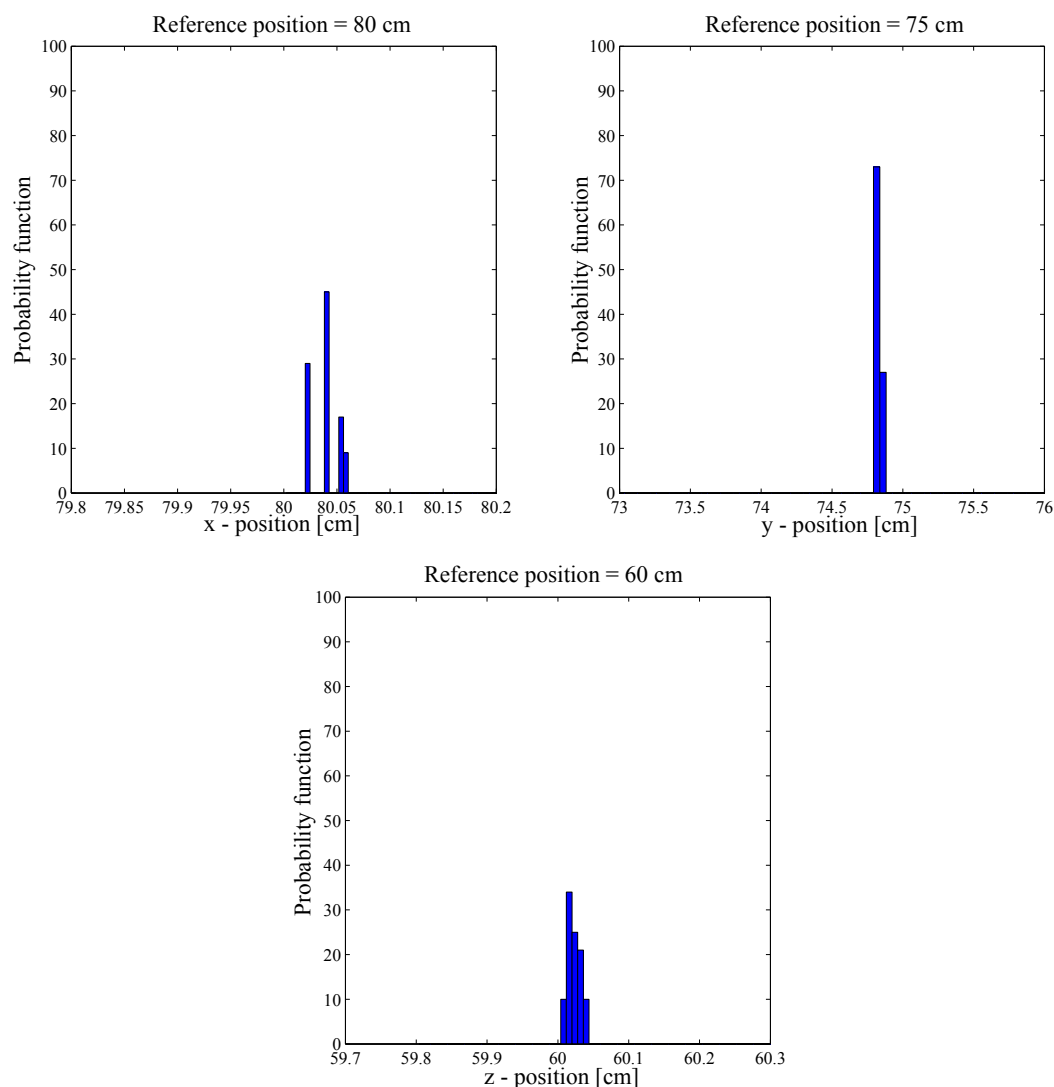 Reference position = 80 cm
100
90
80
70
60
50
40
30
20
10
0
Probability function
79.8 79.85 79.9 79.95 80 80.05 80.1 80.15 80.2
x - position [cm]
Reference position = 75 cm
100
90
80
70
60
50
40
30
20
10
0
Probability function
73 73.5 74 74.5 75 75.5 76
y - position [cm]
Reference position = 60 cm
100
90
80
70
60
50
40
30
20
10
0
Probability function
59.7 59.8 59.9 60 60.1 60.2 60.3
z - position [cm]